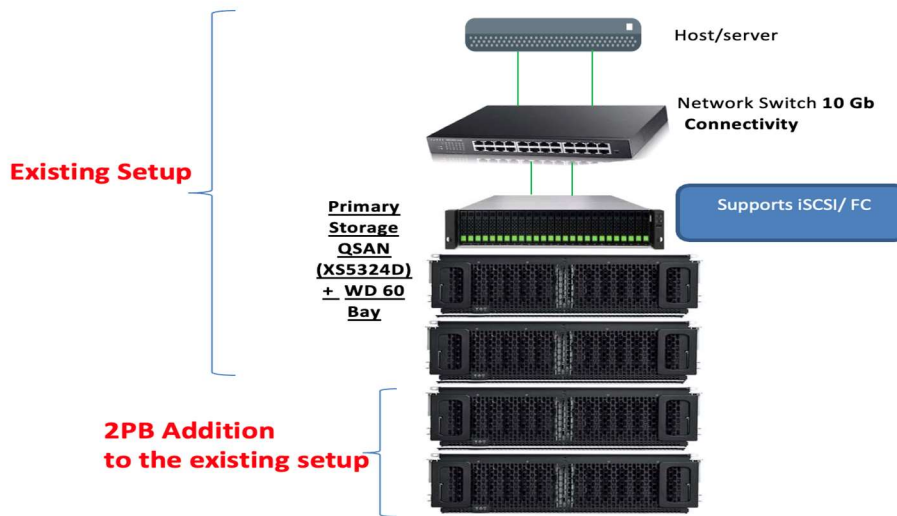 Host/server
Network Switch 10 Gb
Connectivity
Existing Setup
Supports iSCSI/ FC
Primary
Storage
QSAN
(XS5324D)
+ WD 60
Bay
2PB Addition
to the existing setup